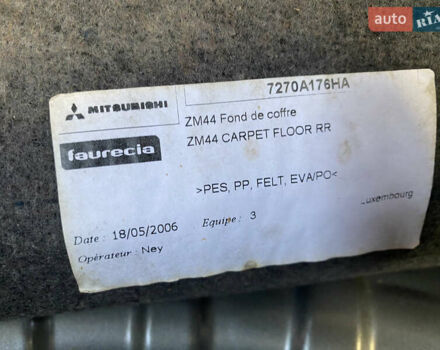 auto RIA
7270A176HA
MITSUBISHI
ZM44 Fond de coffre
ZM44 CARPET FLOOR RR
faurecia
>PES, PP, FELT, EVA/PO<
Luxembourg
Date : 18/05/2006 Equipe : 3
Opérateur : Ney